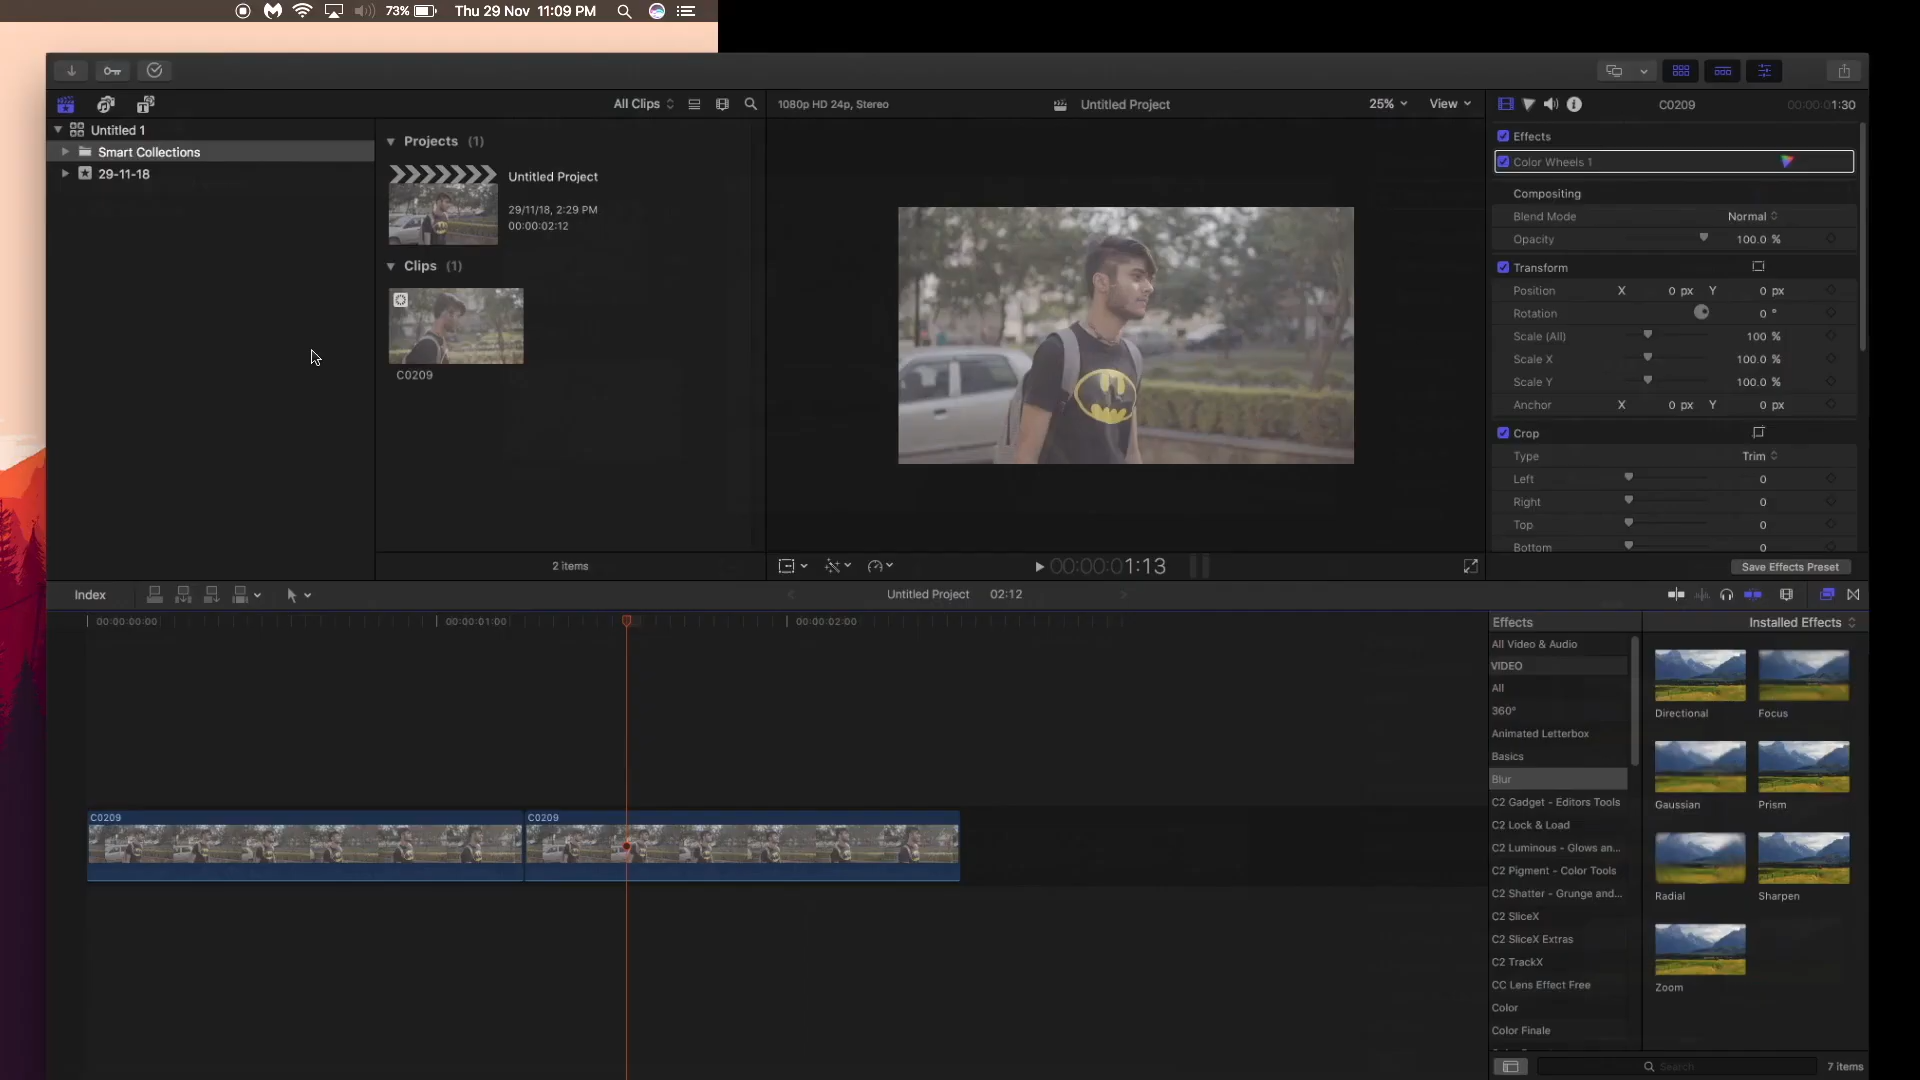 73%
Thu 29 Nov 11:09 PM
All Clips
1080p HD 24p, Stereo
Untitled Project
25%
View
C0209
00:00:01:30
Untitled 1
Smart Collections
29-11-18
Projects (1)
Untitled Project
29/11/18, 2:29 PM
00:00:02:12
Clips (1)
C0209
2 items
00:00:01:13
Effects
Color Wheels 1
Compositing
Blend Mode Normal
Opacity 100.0 %
Transform
Position X 0 px Y 0 px
Rotation 0 °
Scale (All) 100 %
Scale X 100.0 %
Scale Y 100.0 %
Anchor X 0 px Y 0 px
Crop
Type Trim
Left 0
Right 0
Top 0
Bottom 0
Save Effects Preset
Index
Untitled Project 02:12
00:00:00:00
00:00:01:00
00:00:02:00
C0209
C0209
Effects
Installed Effects
All Video & Audio
VIDEO
All
360°
Animated Letterbox
Basics
Blur
C2 Gadget - Editors Tools
C2 Lock & Load
C2 Luminous - Glows an...
C2 Pigment - Color Tools
C2 Shatter - Grunge and...
C2 SliceX
C2 SliceX Extras
C2 TrackX
CC Lens Effect Free
Color
Color Finale
Directional
Focus
Gaussian
Prism
Radial
Sharpen
Zoom
Search
7 items